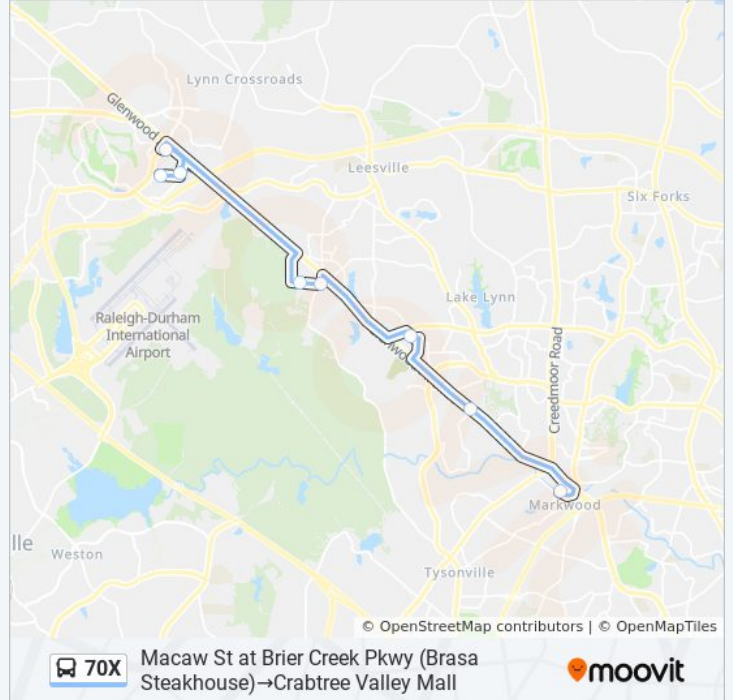 Lynn Crossroads
Glenwood
Leesville
Six Forks
Raleigh-Durham
International
Airport
Lake Lynn
Creedmoor Road
Markwood
lle
Weston
Tysonville
© OpenStreetMap contributors | © OpenMapTiles
70X
Macaw St at Brier Creek Pkwy (Brasa
Steakhouse)→Crabtree Valley Mall
moovit